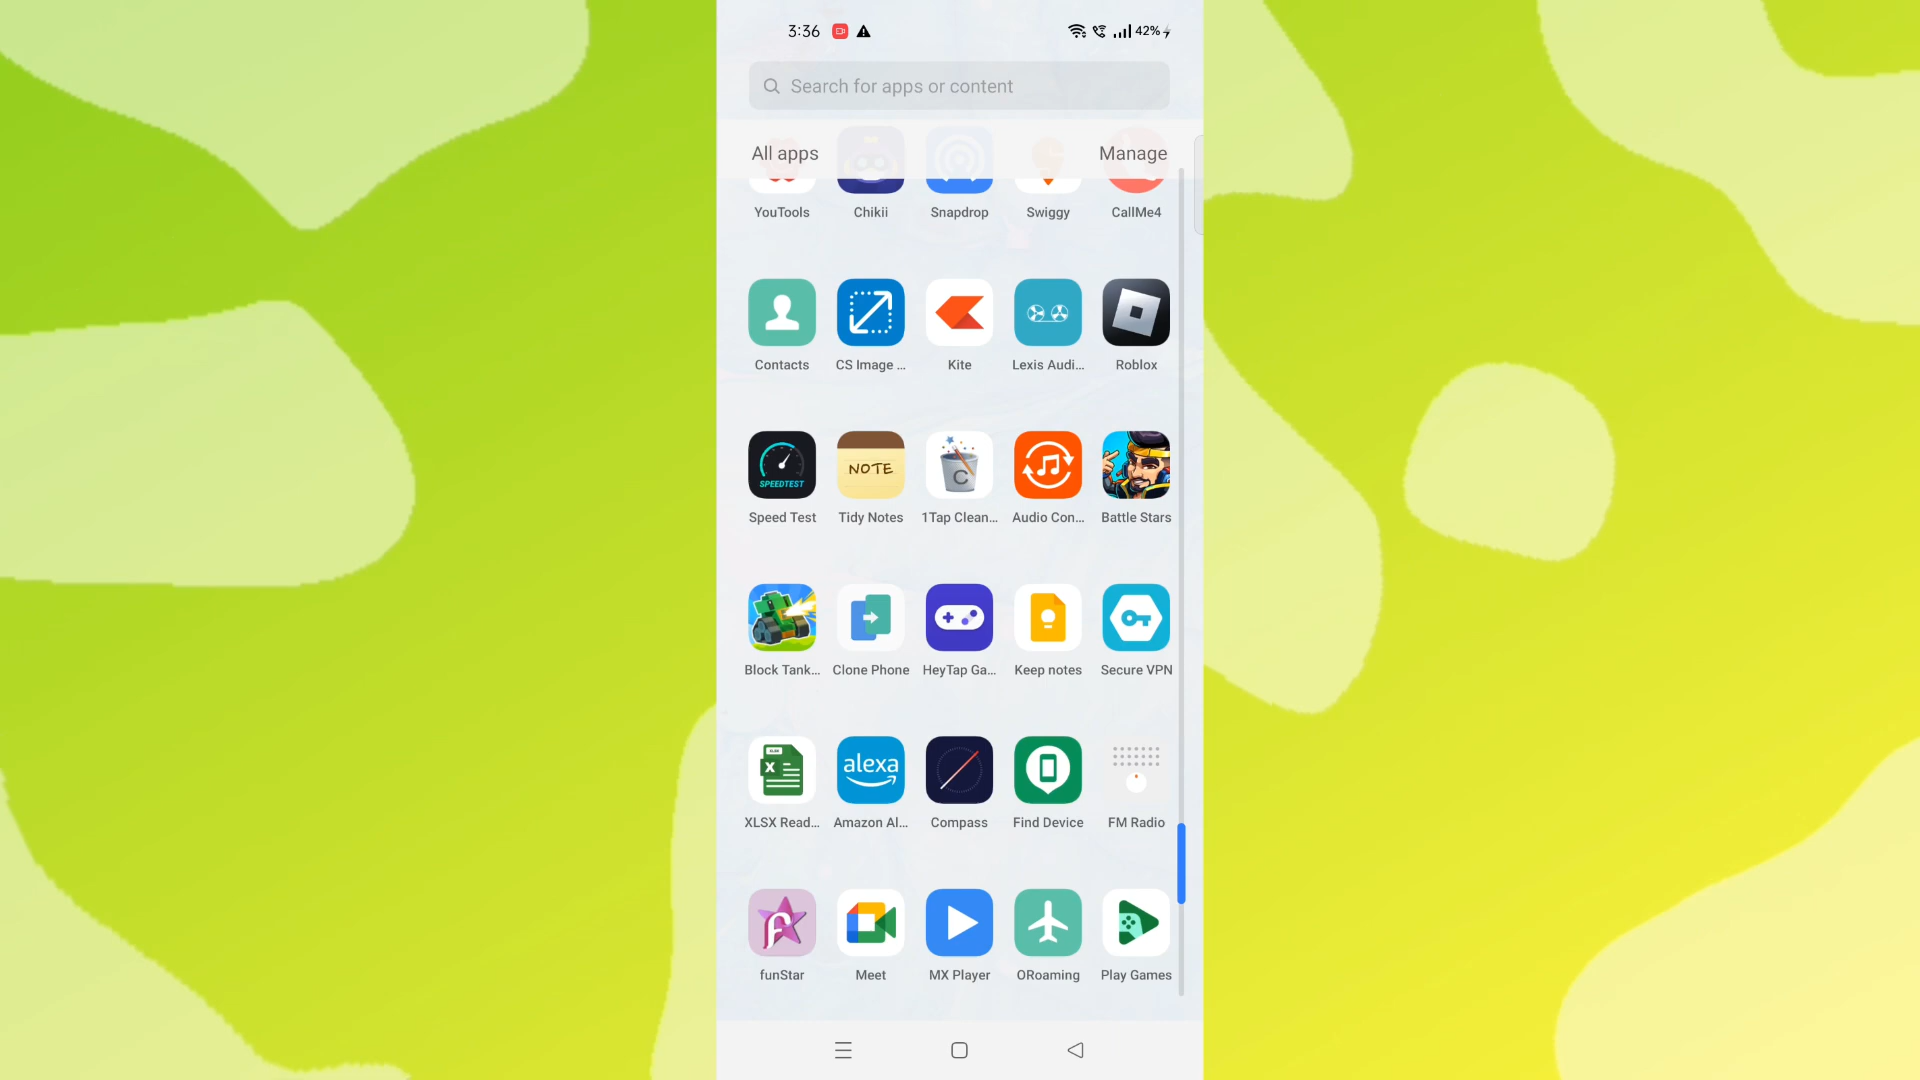 3:36
42%
Search for apps or content
All apps
Manage
YouTools
Chikii
Snapdrop
Swiggy
CallMe4
Contacts
CS Image ...
Kite
Lexis Audi...
Roblox
SPEEDTEST
NOTE
C
Speed Test
Tidy Notes
1Tap Clean...
Audio Con...
Battle Stars
Block Tank...
Clone Phone
HeyTap Ga...
Keep notes
Secure VPN
XLSX
X
alexa
XLSX Read...
Amazon Al...
Compass
Find Device
FM Radio
f
funStar
Meet
MX Player
ORoaming
Play Games